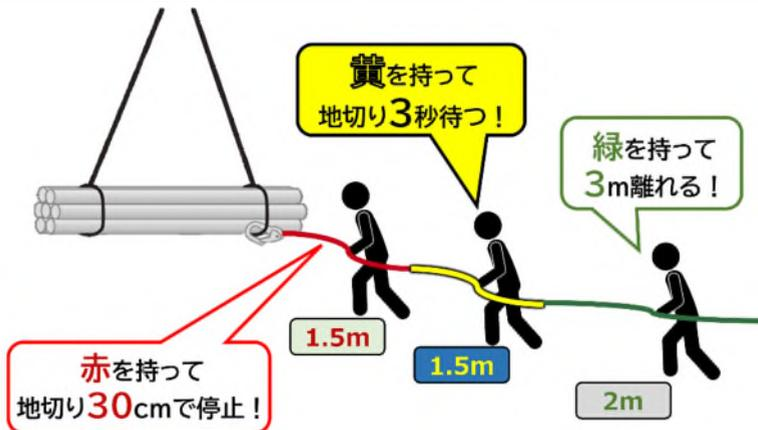 黄を持って
地切り3秒待つ！
緑を持って
3m離れる！
1.5m
1.5m
2m
赤を持って
地切り30cmで停止！